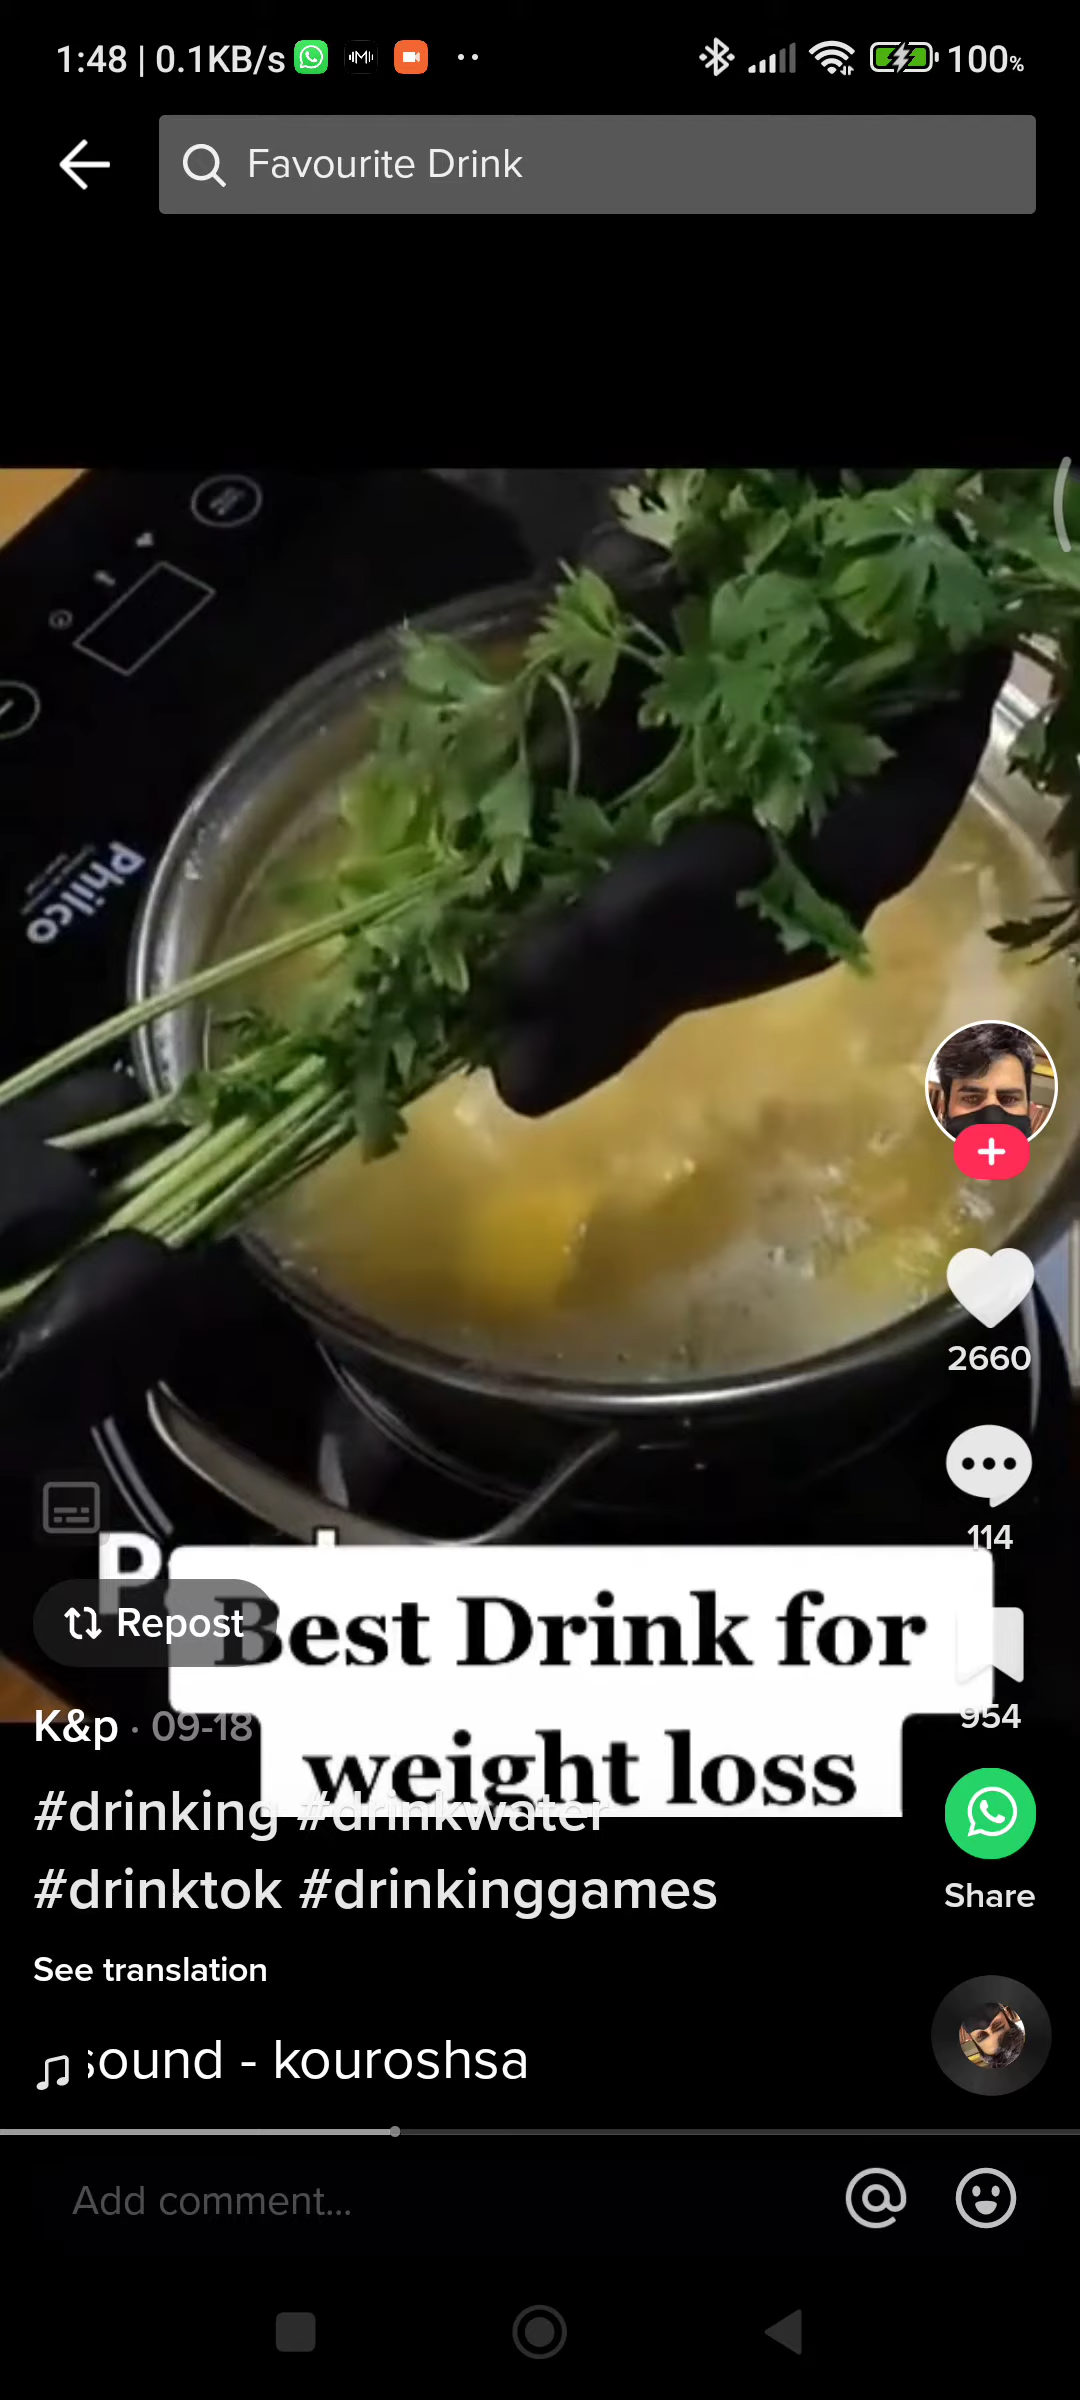 1:48 | 0.1KB/s
100%
Favourite Drink
Philco
2660
114
Best Drink for
Repost
954
K&p · 09-18
weight loss
#drinking #drinkwater
#drinktok #drinkinggames
Share
See translation
sound - kouroshsa
Add comment...